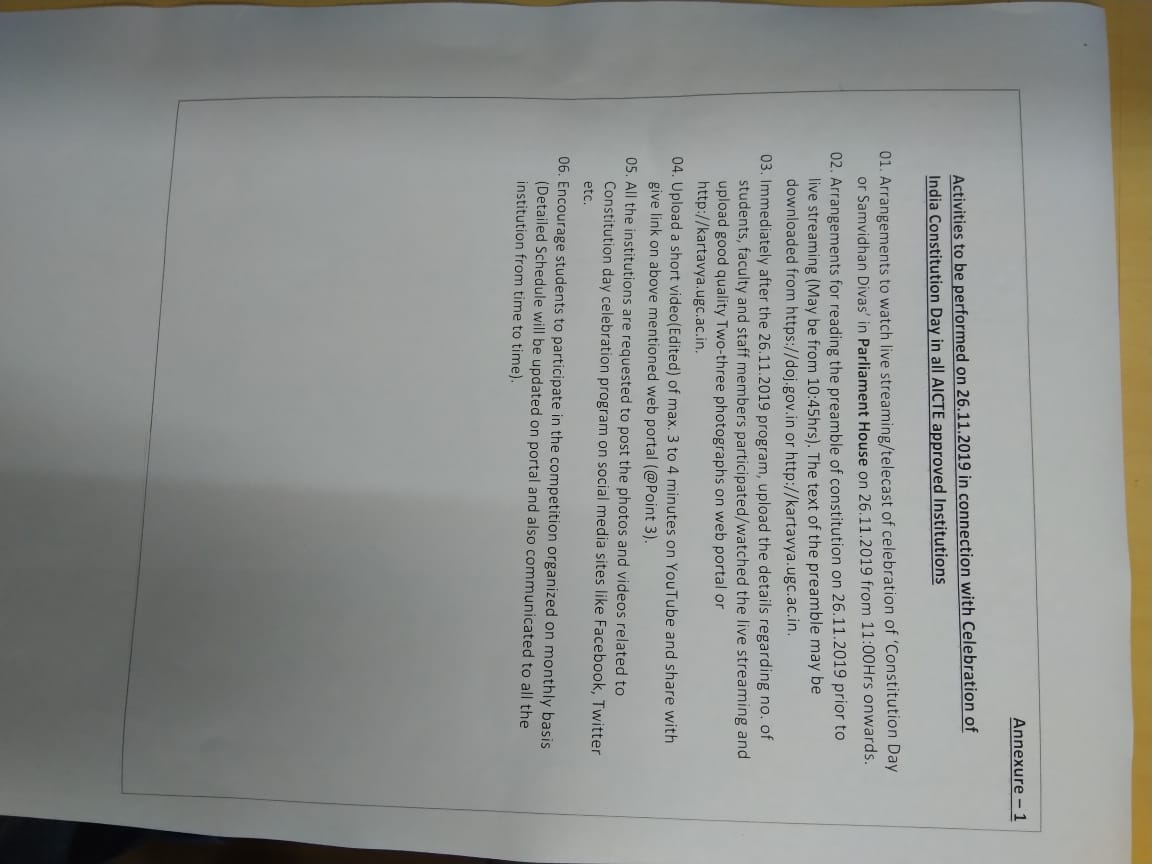 Annexure – 1
Activities to be performed on 26.11.2019 in connection with Celebration of
India Constitution Day in all AICTE approved Institutions
01. Arrangements to watch live streaming/telecast of celebration of ‘Constitution Day
or Samvidhan Divas’ in Parliament House on 26.11.2019 from 11:00Hrs onwards.
02. Arrangements for reading the preamble of constitution on 26.11.2019 prior to
live streaming (May be from 10:45hrs). The text of the preamble may be
downloaded from https://doj.gov.in or http://kartavya.ugc.ac.in.
03. Immediately after the 26.11.2019 program, upload the details regarding no. of
students, faculty and staff members participated/watched the live streaming and
upload good quality Two-three photographs on web portal or
http://kartavya.ugc.ac.in.
04. Upload a short video(Edited) of max. 3 to 4 minutes on YouTube and share with
give link on above mentioned web portal (@Point 3).
05. All the institutions are requested to post the photos and videos related to
Constitution day celebration program on social media sites like Facebook, Twitter
etc.
06. Encourage students to participate in the competition organized on monthly basis
(Detailed Schedule will be updated on portal and also communicated to all the
institution from time to time).